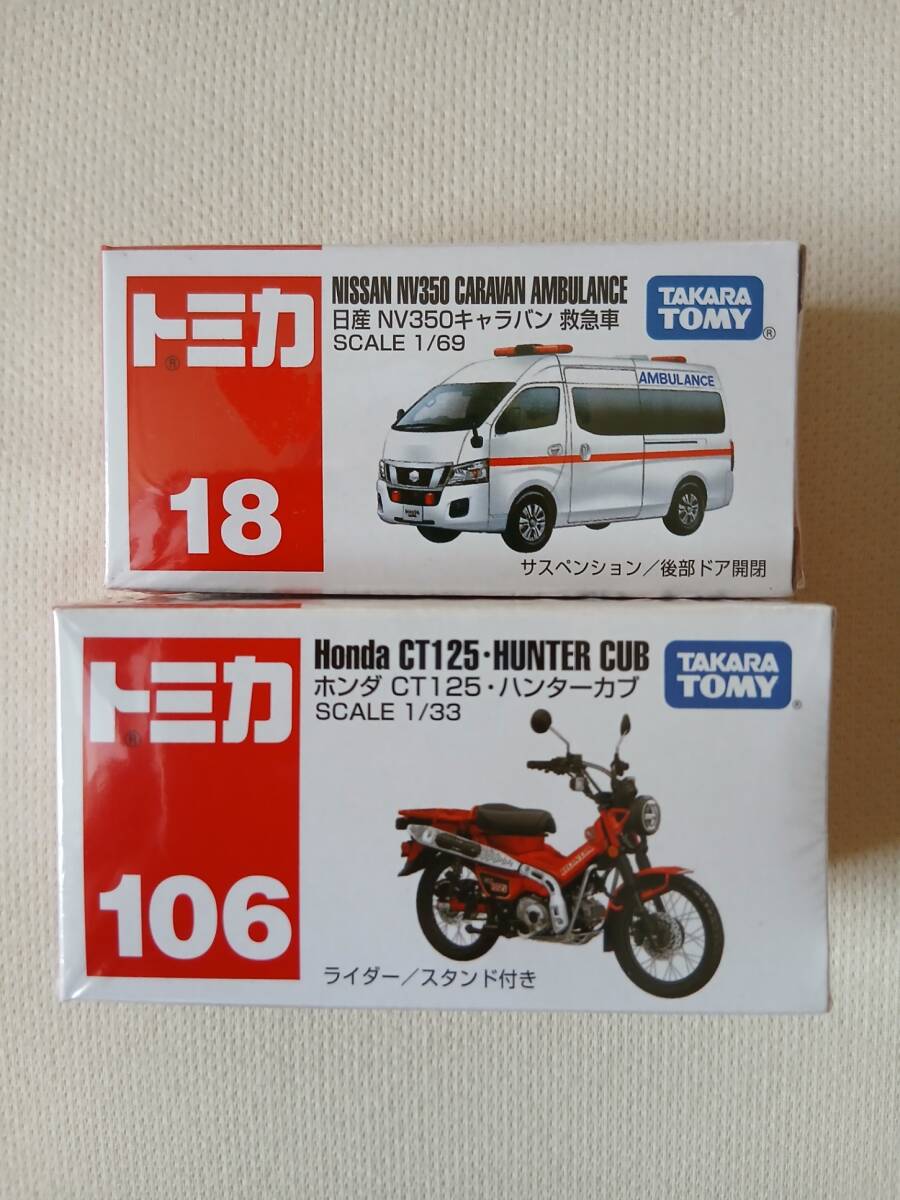 トミカ
®
18
NISSAN NV350 CARAVAN AMBULANCE
日産 NV350キャラバン 救急車
SCALE 1/69
TAKARA
TOMY
®
AMBULANCE
サスペンション／後部ドア開閉
トミカ
®
106
Honda CT125・HUNTER CUB
ホンダ CT125・ハンターカブ
SCALE 1/33
TAKARA
TOMY
®
ライダー／スタンド付き